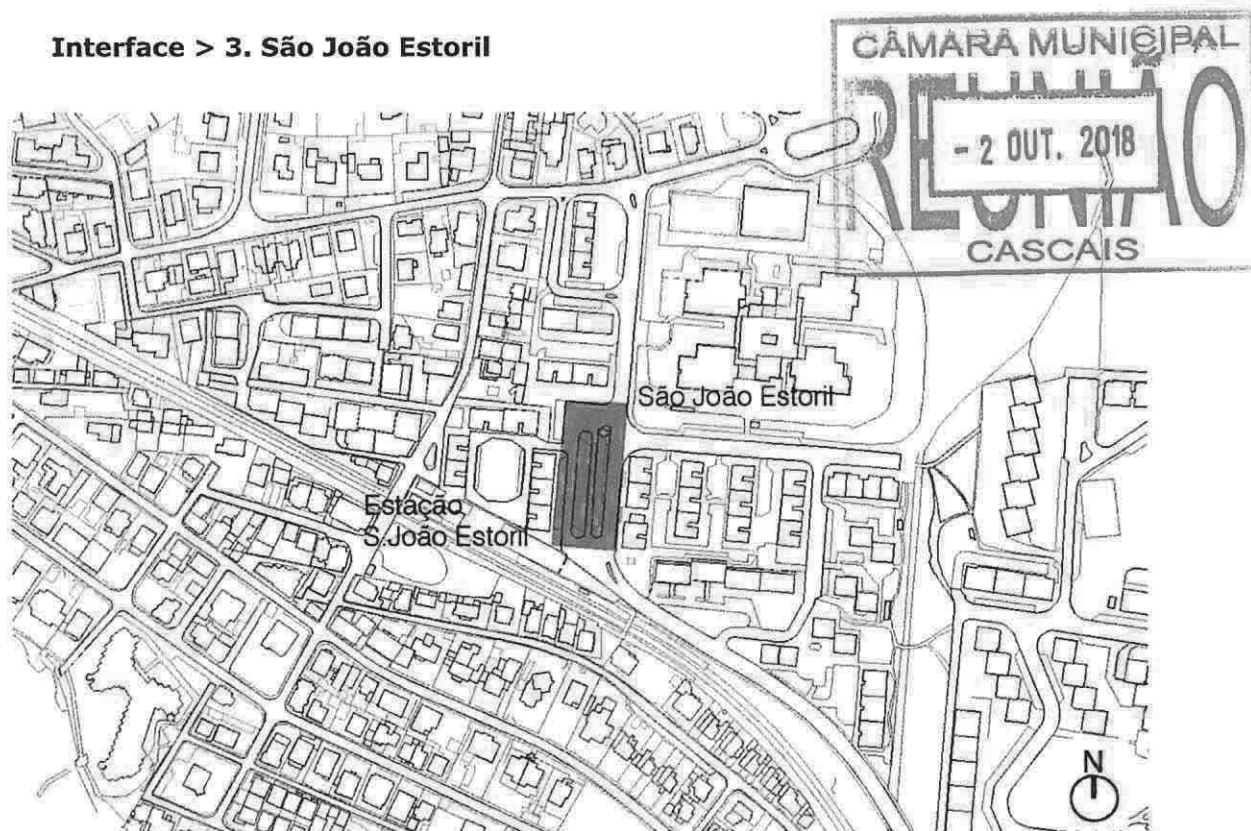 Interface > 3. São João Estoril
CÂMARA MUNICIPAL
REUNIÃO
- 2 OUT. 2018
CASCAIS
São João Estoril
Estação
S.João Estoril
N